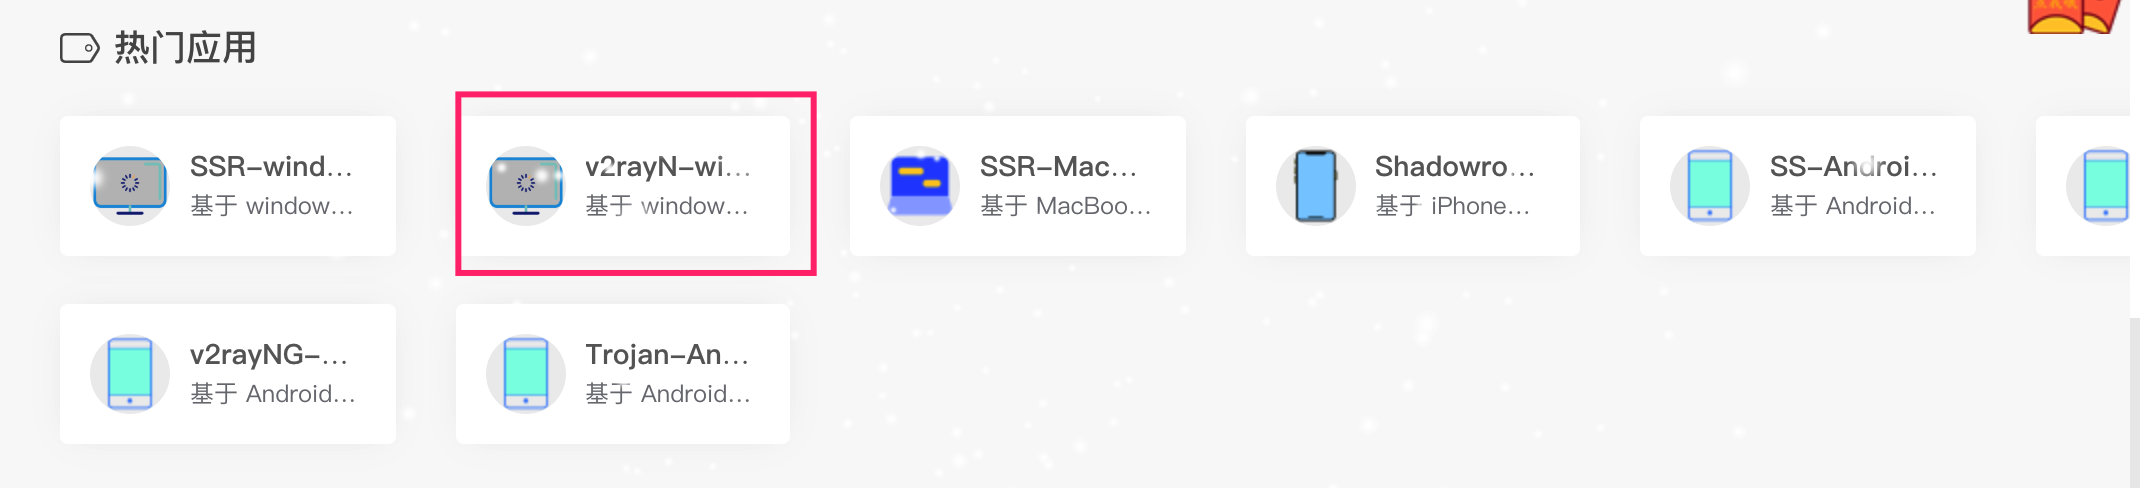 热门应用
SSR-wind...
基于 window...
v2rayN-wi...
基于 window...
SSR-Mac...
基于 MacBoo...
Shadowro...
基于 iPhone...
SS-Androi...
基于 Android...
v2rayNG-...
基于 Android...
Trojan-An...
基于 Android...